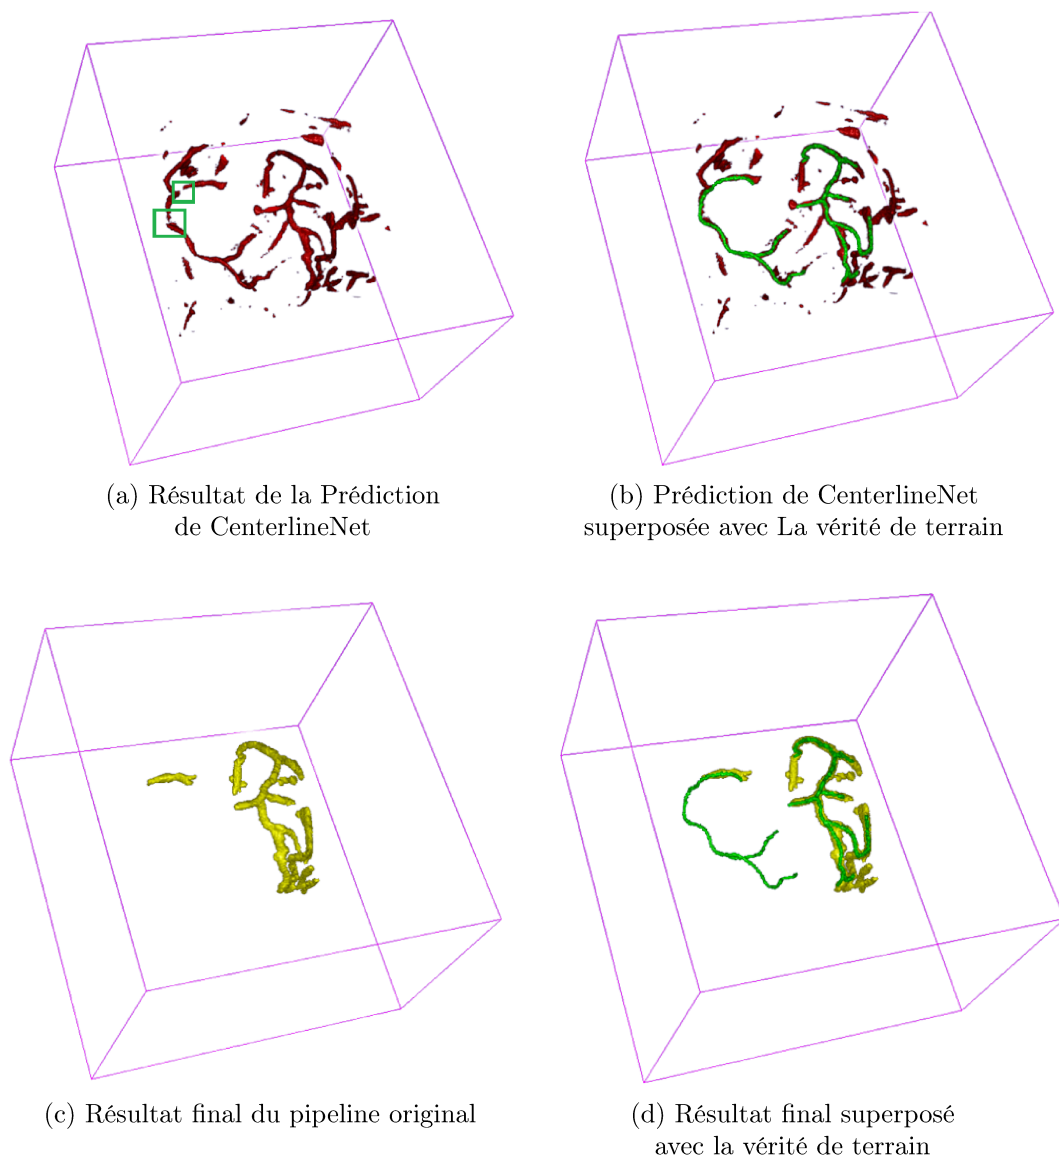 (a) Résultat de la Prédiction
de CenterlineNet
(b) Prédiction de CenterlineNet
superposée avec La vérité de terrain
(c) Résultat final du pipeline original
(d) Résultat final superposé
avec la vérité de terrain